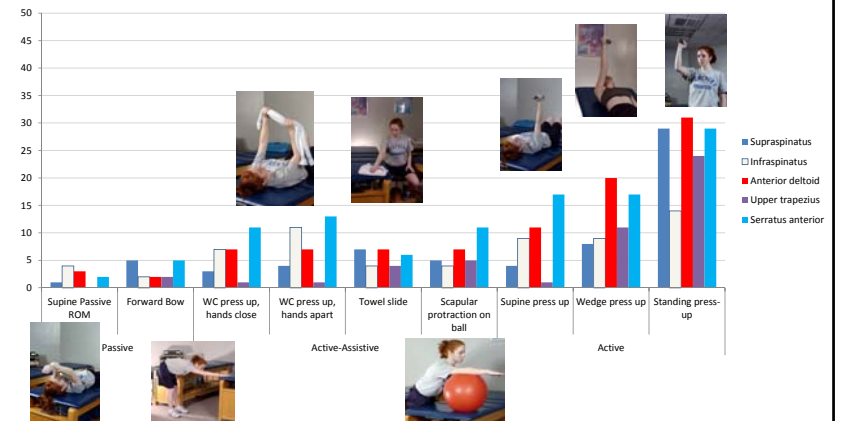 50
45
40
35
30
25
20
15
10
5
0
Supraspinatus
Infraspinatus
Anterior deltoid
Upper trapezius
Serratus anterior
Supine Passive
ROM
Forward Bow
WC press up,
hands close
WC press up,
hands apart
Towel slide
Scapular
protraction on
ball
Supine press up
Wedge press up
Standing press-
up
Passive
Active-Assistive
Active